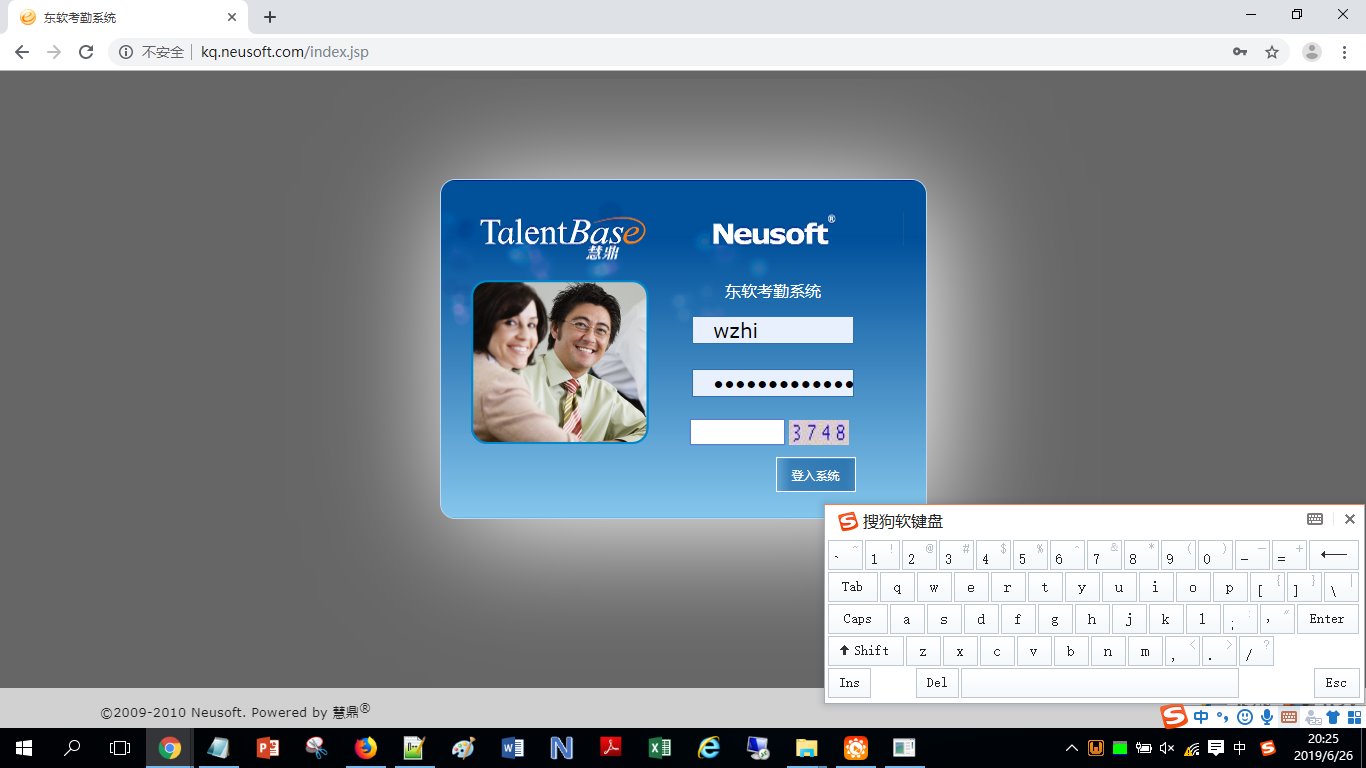 东软考勤系统
不安全 kq.neusoft.com/index.jsp
TalentBase
慧鼎
Neusoft®
东软考勤系统
wzhi
•••••••••••••
3748
登入系统
搜狗软键盘
` ~ 1 ! 2 @ 3 # 4 $ 5 % 6 ^ 7 & 8 * 9 ( 0 ) - — = + ←
Tab q w e r t y u i o p [ { ] } \ |
Caps a s d f g h j k l ; : ' " Enter
Shift z x c v b n m , < . > / ?
Ins Del Esc
©2009-2010 Neusoft. Powered by 慧鼎®
中
中
20:25
2019/6/26